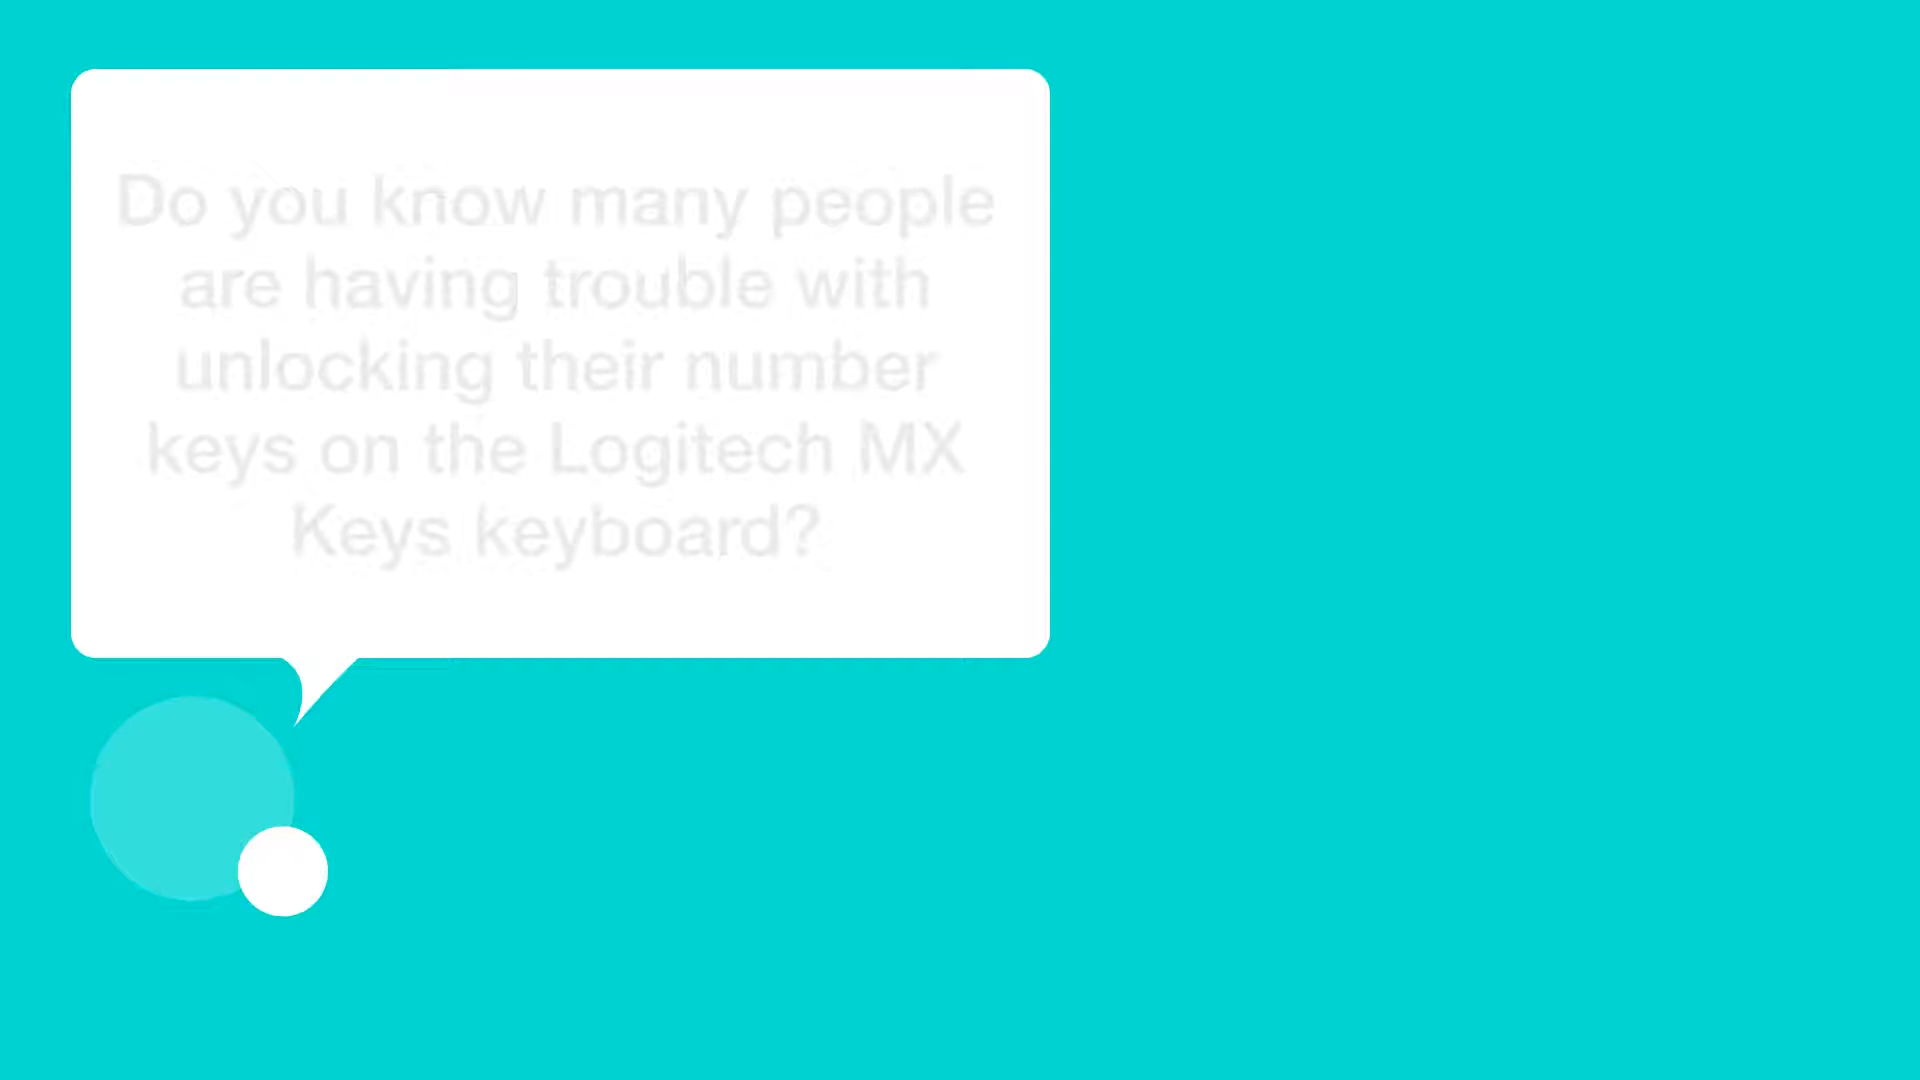 Do you know many people
are having trouble with
unlocking their number
keys on the Logitech MX
Keys keyboard?